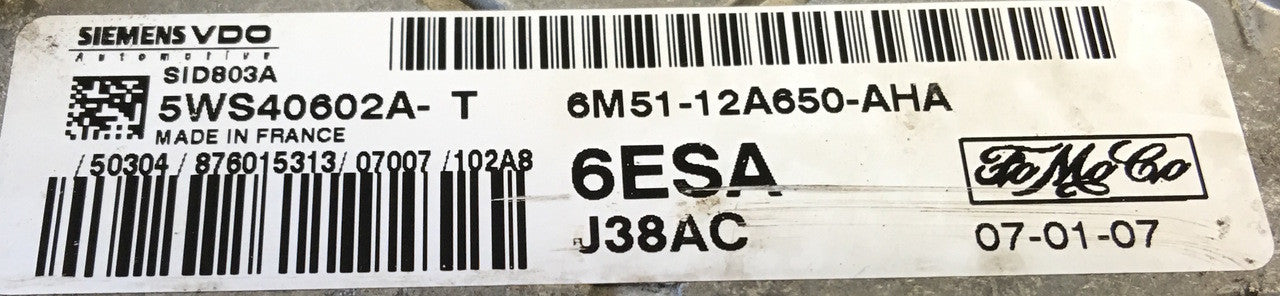 SIEMENS VDO
Automotive
SID803A
5WS40602A- T
MADE IN FRANCE
/50304/876015313/07007/102A8
6M51-12A650-AHA
6ESA
J38AC
FoMoCo
07-01-07